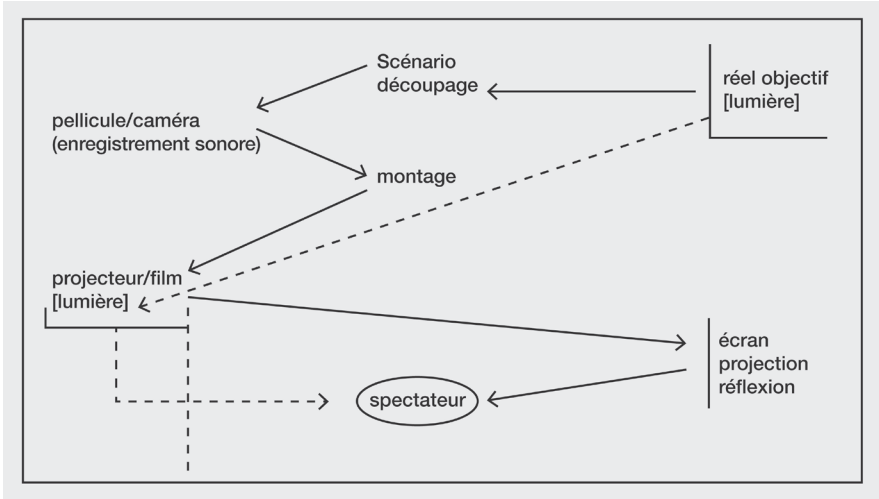 Scénario
découpage
réel objectif
[lumière]
pellicule/caméra
(enregistrement sonore)
montage
projecteur/film
[lumière]
écran
projection
réflexion
spectateur